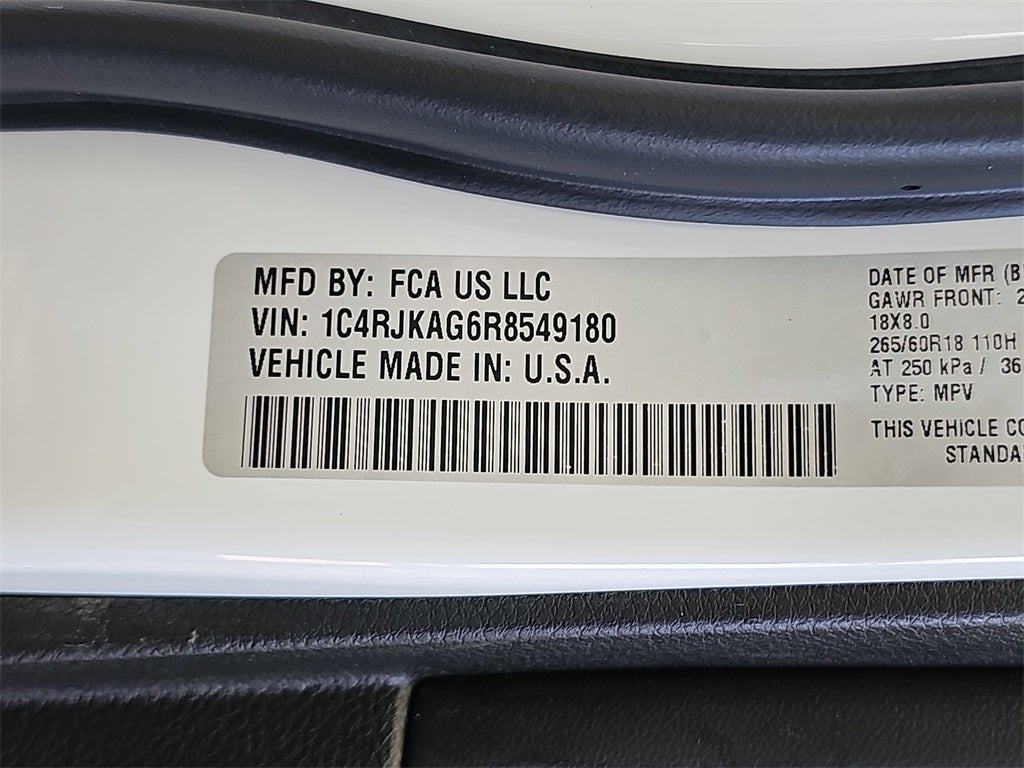 MFD BY: FCA US LLC
VIN: 1C4RJKAG6R8549180
VEHICLE MADE IN: U.S.A.
DATE OF MFR
GAWR FRONT:
18X8.0
265/60R18 110H
AT 250 kPa / 36
TYPE: MPV
THIS VEHICLE